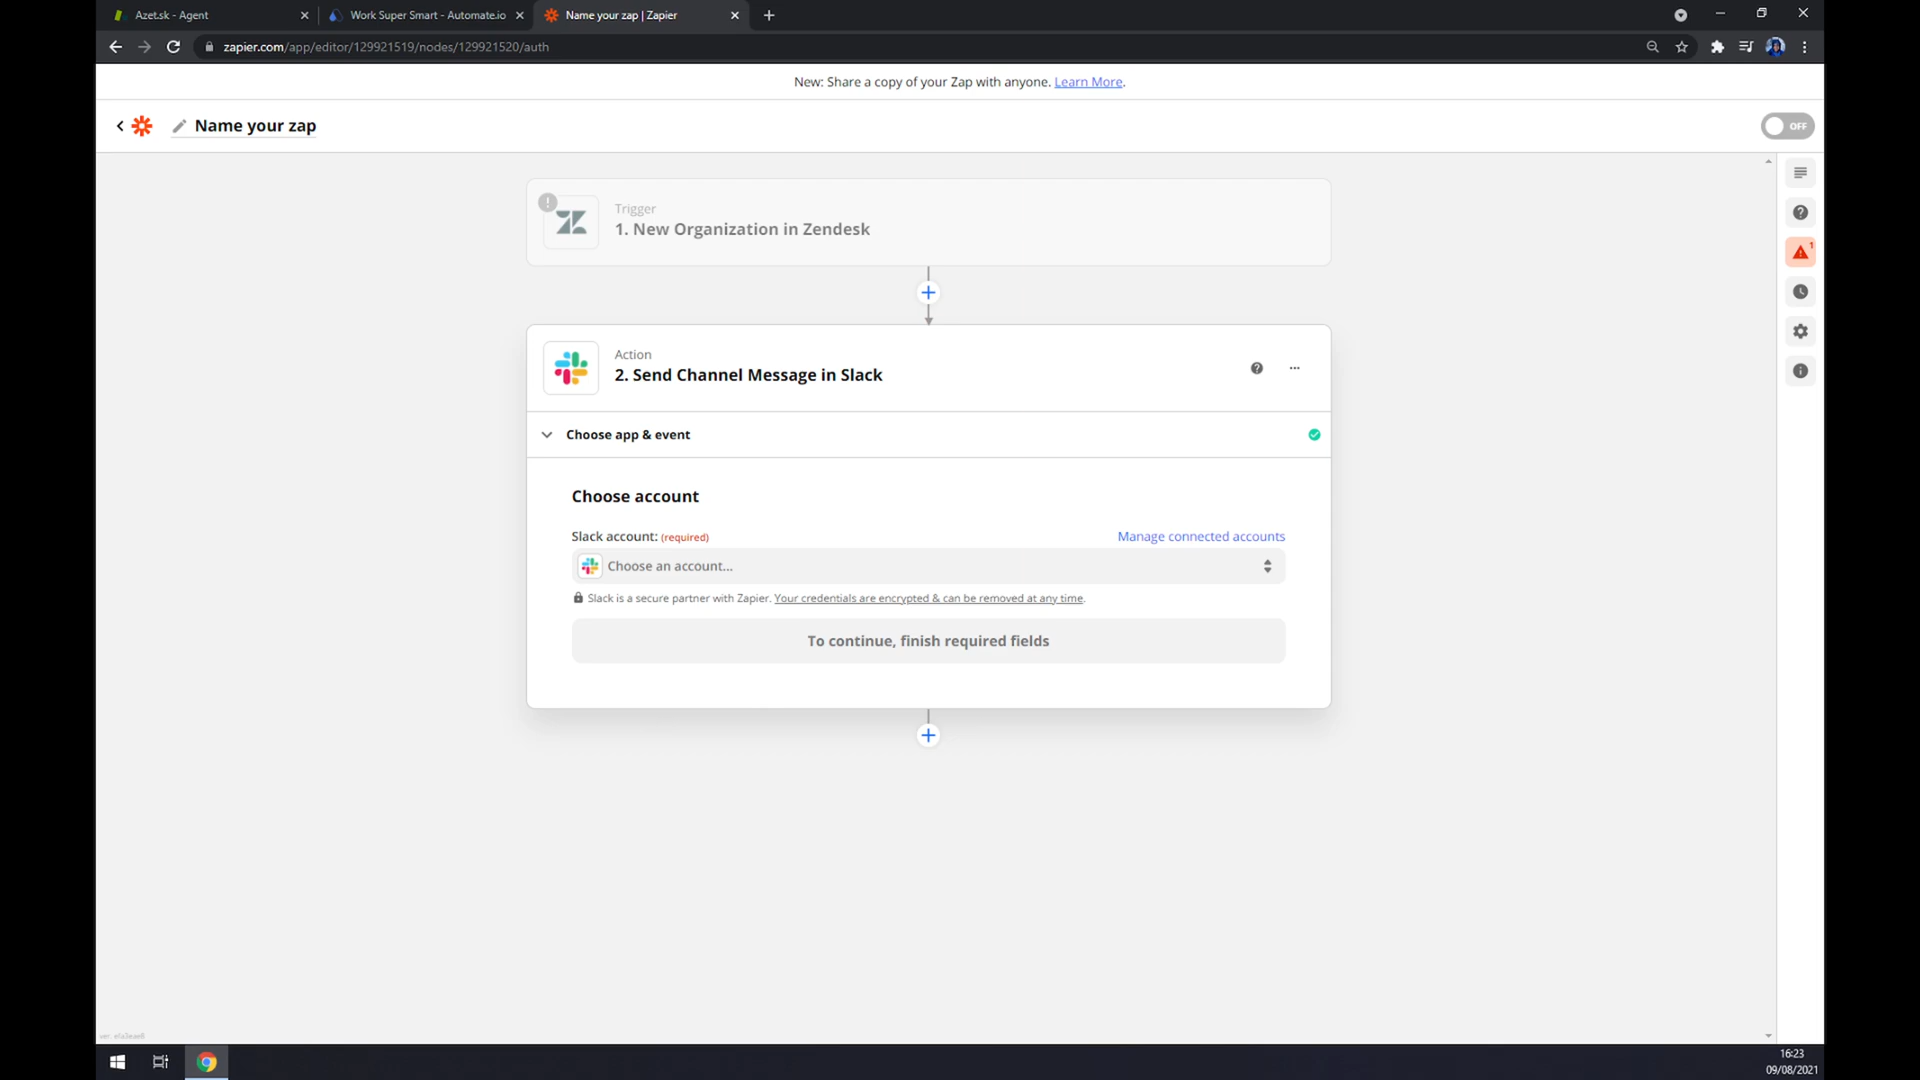 Azet.sk - Agent
Work Super Smart - Automate.io
Name your zap | Zapier
zapier.com/app/editor/129921519/nodes/129921520/auth
New: Share a copy of your Zap with anyone. Learn More.
Name your zap
OFF
Trigger
1. New Organization in Zendesk
1
Action
2. Send Channel Message in Slack
Choose app & event
Choose account
Slack account: (required)
Manage connected accounts
Choose an account...
Slack is a secure partner with Zapier. Your credentials are encrypted & can be removed at any time.
To continue, finish required fields
16:23
09/08/2021